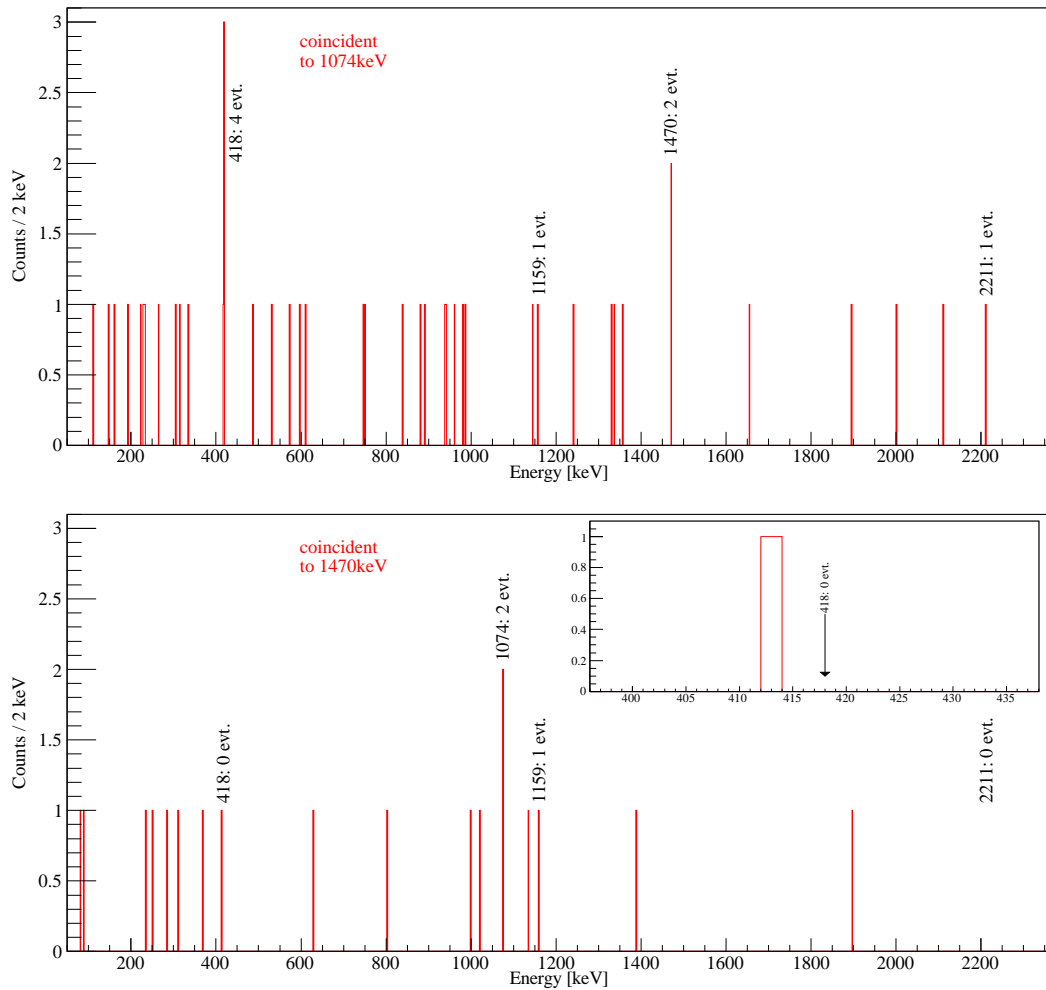 3
2.5
2
1.5
1
0.5
0
Counts / 2 keV
coincident
to 1074keV
418: 4 evt.
1159: 1 evt.
1470: 2 evt.
2211: 1 evt.
200 400 600 800 1000 1200 1400 1600 1800 2000 2200
Energy [keV]
3
2.5
2
1.5
1
0.5
0
Counts / 2 keV
coincident
to 1470keV
418: 0 evt.
1074: 2 evt.
1159: 1 evt.
2211: 0 evt.
1
0.8
0.6
0.4
0.2
0
418: 0 evt.
400 405 410 415 420 425 430 435
200 400 600 800 1000 1200 1400 1600 1800 2000 2200
Energy [keV]